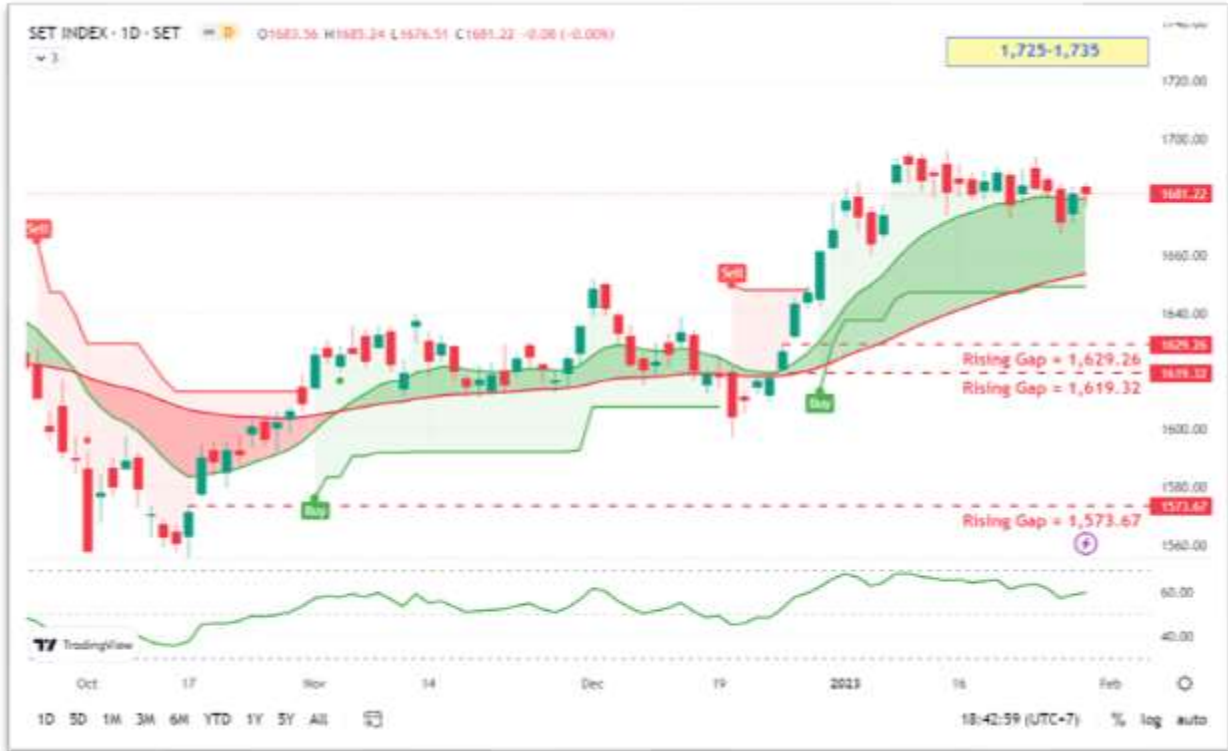 SET INDEX · 1D · SET D O1683.56 H1685.24 L1676.51 C1681.22 -0.08 (-0.00%)
3
1,725-1,735
1720.00
1700.00
1681.22
Sell
1660.00
Sell
1640.00
1629.26
Rising Gap = 1,629.26
1619.32
Rising Gap = 1,619.32
Buy
1600.00
1580.00
1573.67
Buy
Rising Gap = 1,573.67
1560.00
60.00
40.00
TradingView
Oct 17 Nov 14 Dec 19 2023 16 Feb
1D 5D 1M 3M 6M YTD 1Y 5Y All 18:42:59 (UTC+7) % log auto